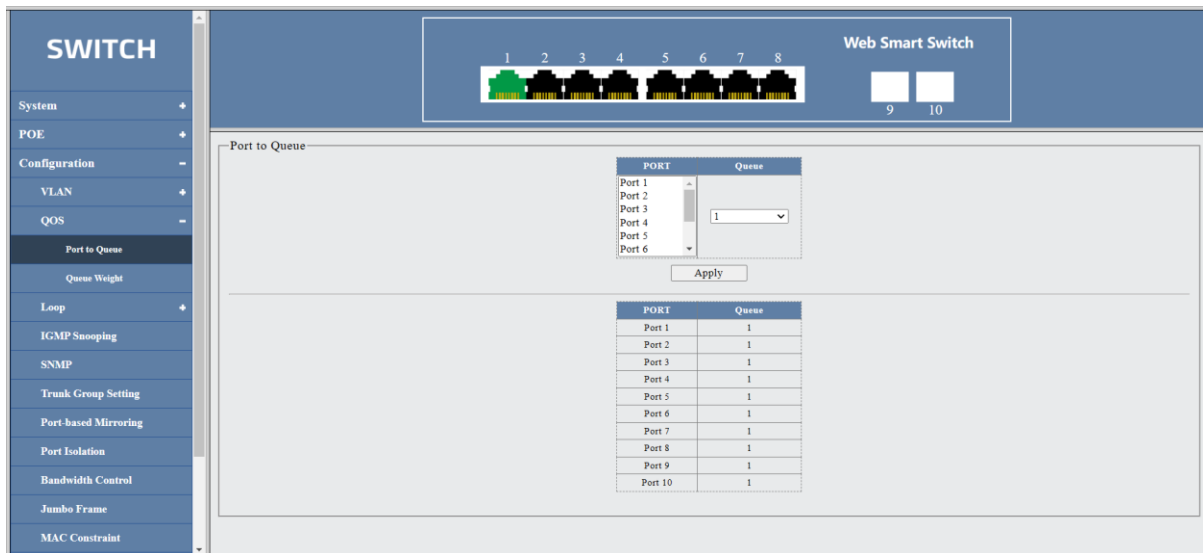 SWITCH
System
POE
Configuration
VLAN
QOS
Port to Queue
Queue Weight
Loop
IGMP Snooping
SNMP
Trunk Group Setting
Port-based Mirroring
Port Isolation
Bandwidth Control
Jumbo Frame
MAC Constraint
Web Smart Switch
1 2 3 4 5 6 7 8
9 10
Port to Queue
PORT Queue
Port 1
Port 2
Port 3
Port 4
Port 5
Port 6
1
Apply
PORT Queue
Port 1 1
Port 2 1
Port 3 1
Port 4 1
Port 5 1
Port 6 1
Port 7 1
Port 8 1
Port 9 1
Port 10 1